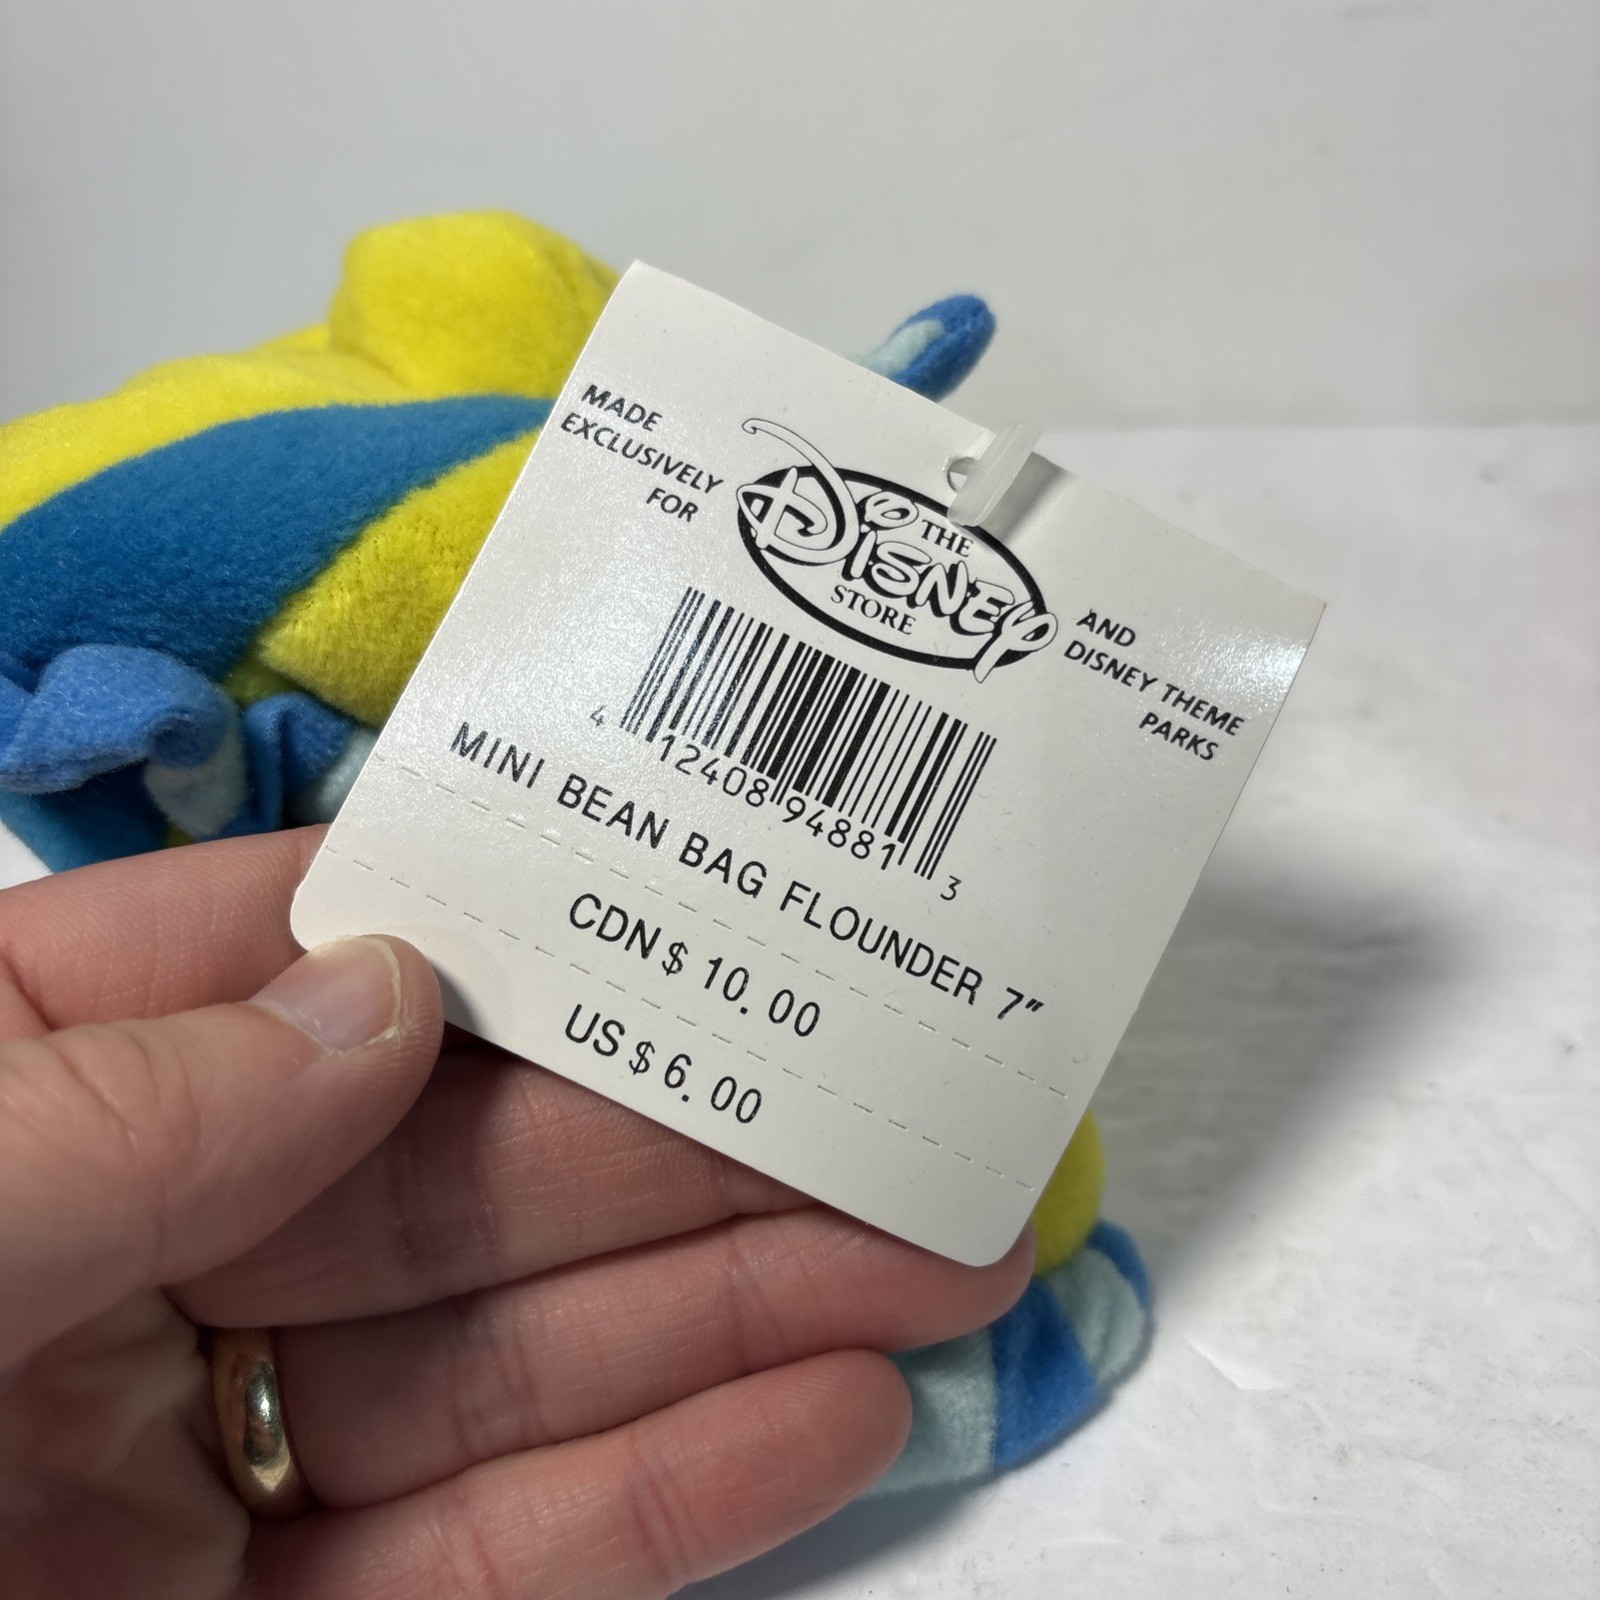 MADE
EXCLUSIVELY
FOR
THE
DISNEY
STORE
AND
DISNEY THEME
PARKS
4 12408 94881 3
MINI BEAN BAG FLOUNDER 7"
CDN$ 10.00
US$6.00